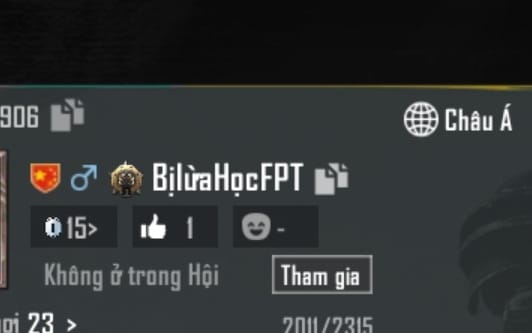 906 Châu Á
BịlừaHọcFPT
15> 1 -
Không ở trong Hội Tham gia
23 > 2011/2315